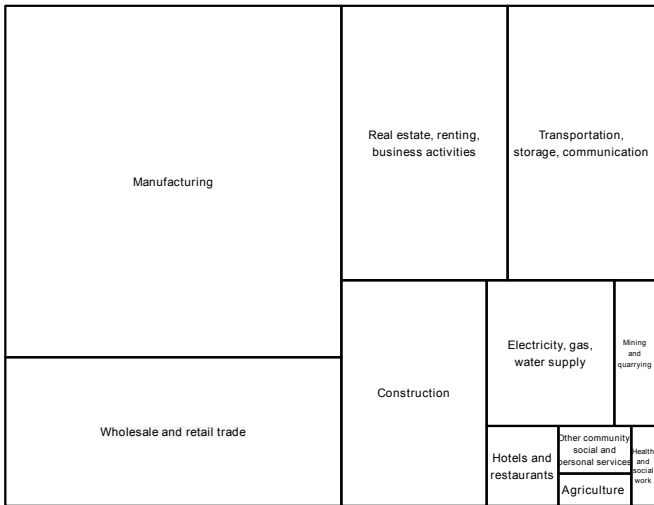 Manufacturing
Real estate, renting,
business activities
Transportation,
storage, communication
Wholesale and retail trade
Construction
Electricity, gas,
water supply
Mining
and
quarrying
Hotels and
restaurants
Other community
social and
personal services
Agriculture
Health
and
social
work